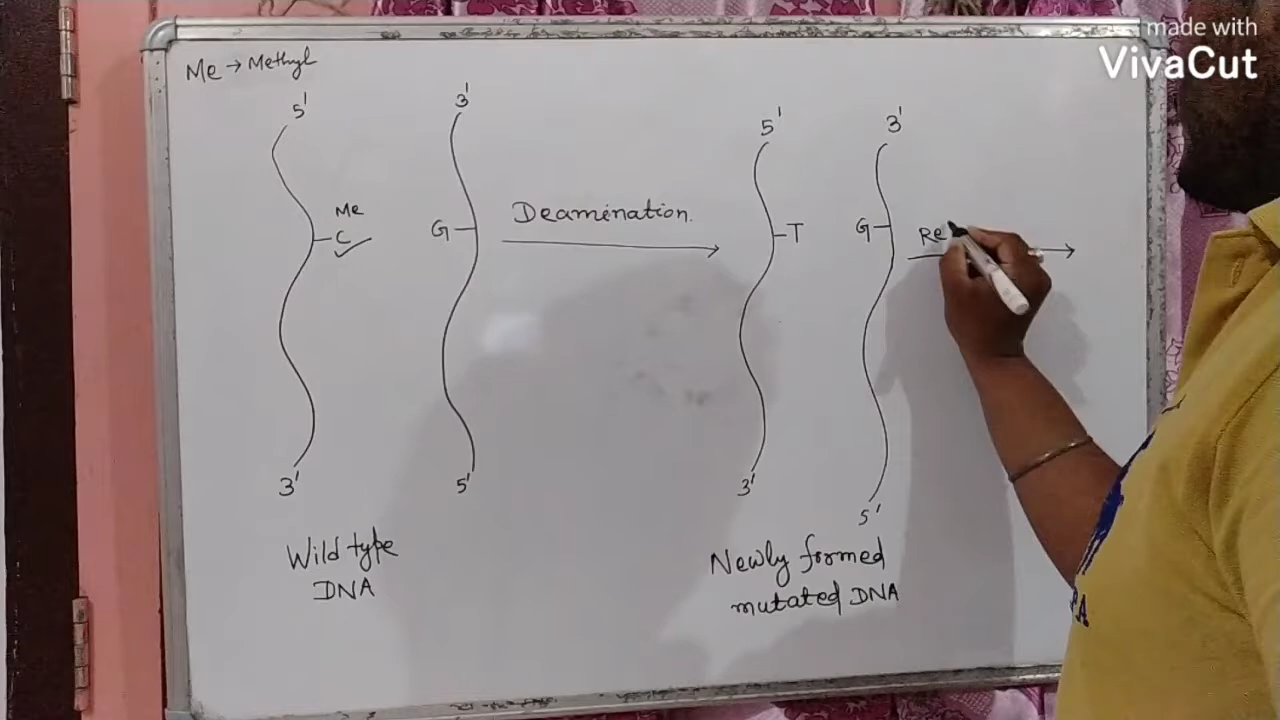 made with
VivaCut
Me → Methyl
5' 3'
Me
C
G
3' 5'
Wild type
DNA
Deamination.
5' 3'
T G
3' 5'
Newly formed
mutated DNA
Re